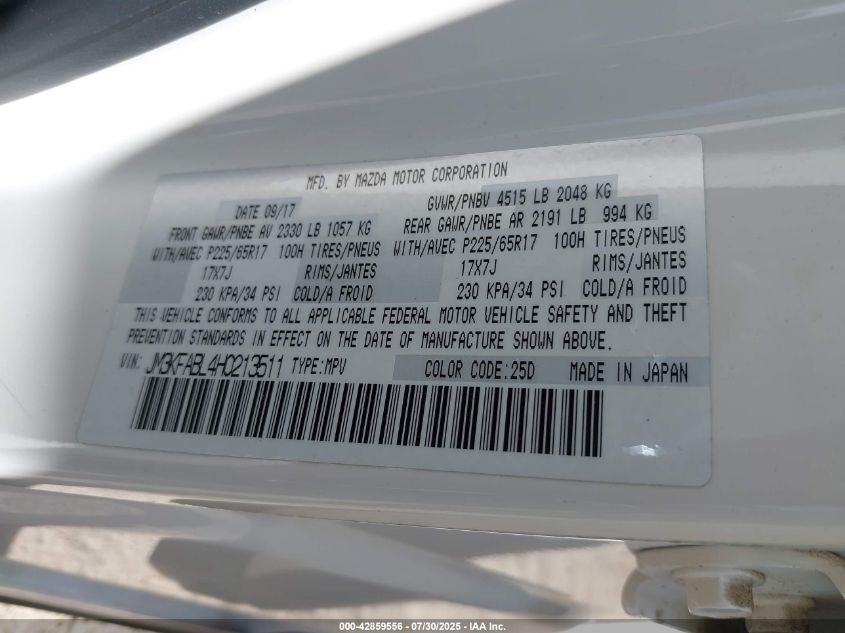 MFD. BY MAZDA MOTOR CORPORATION
DATE 09/17 GVWR/PNBV 4515 LB 2048 KG
FRONT GAWR/PNBE AV 2330 LB 1057 KG REAR GAWR/PNBE AR 2191 LB 994 KG
WITH/AVEC P225/65R17 100H TIRES/PNEUS WITH/AVEC P225/65R17 100H TIRES/PNEUS
17X7J RIMS/JANTES 17X7J RIMS/JANTES
230 KPA/34 PSI COLD/A FROID 230 KPA/34 PSI COLD/A FROID
THIS VEHICLE CONFORMS TO ALL APPLICABLE FEDERAL MOTOR VEHICLE SAFETY AND THEFT
PREVENTION STANDARDS IN EFFECT ON THE DATE OF MANUFACTURE SHOWN ABOVE.
VIN: JM3KFABL4H0213511 TYPE:MPV COLOR CODE:25D MADE IN JAPAN
000-42859556 - 07/30/2025 - IAA Inc.